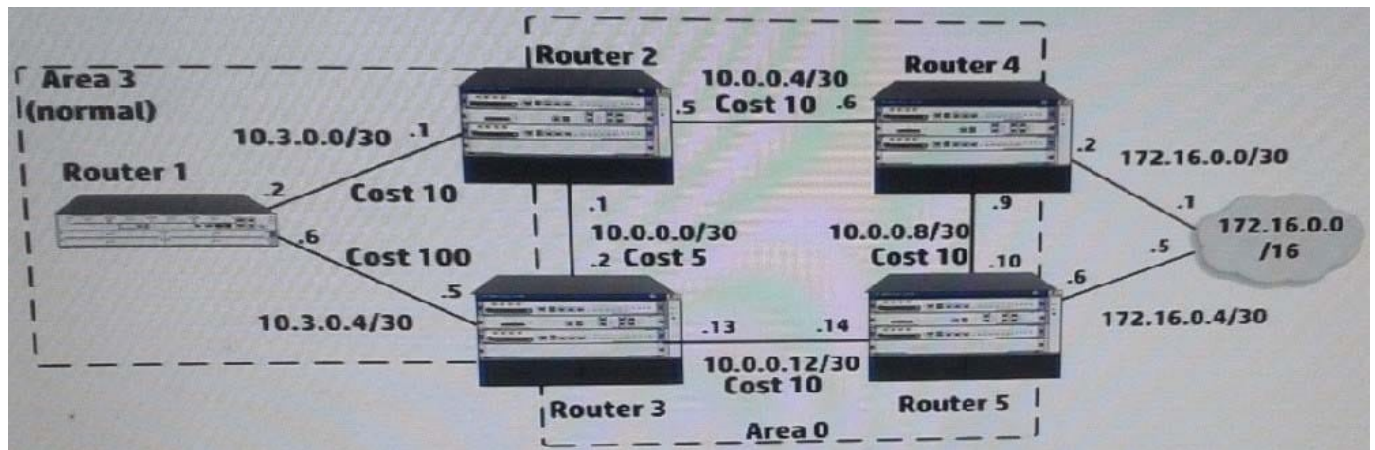 Router 2
Area 3
(normal)
10.0.0.4/30
Router 4
.5 Cost 10 .6
10.3.0.0/30 .1
.2 172.16.0.0/30
Router 1
.2 Cost 10
.1
.1 .9
172.16.0.0
/16
10.0.0.0/30 10.0.0.8/30
.6 Cost 100
.2 Cost 5 Cost 10 .10
.5
.5 .6
10.3.0.4/30
.13 .14
172.16.0.4/30
10.0.0.12/30
Cost 10
Router 3
Router 5
Area 0